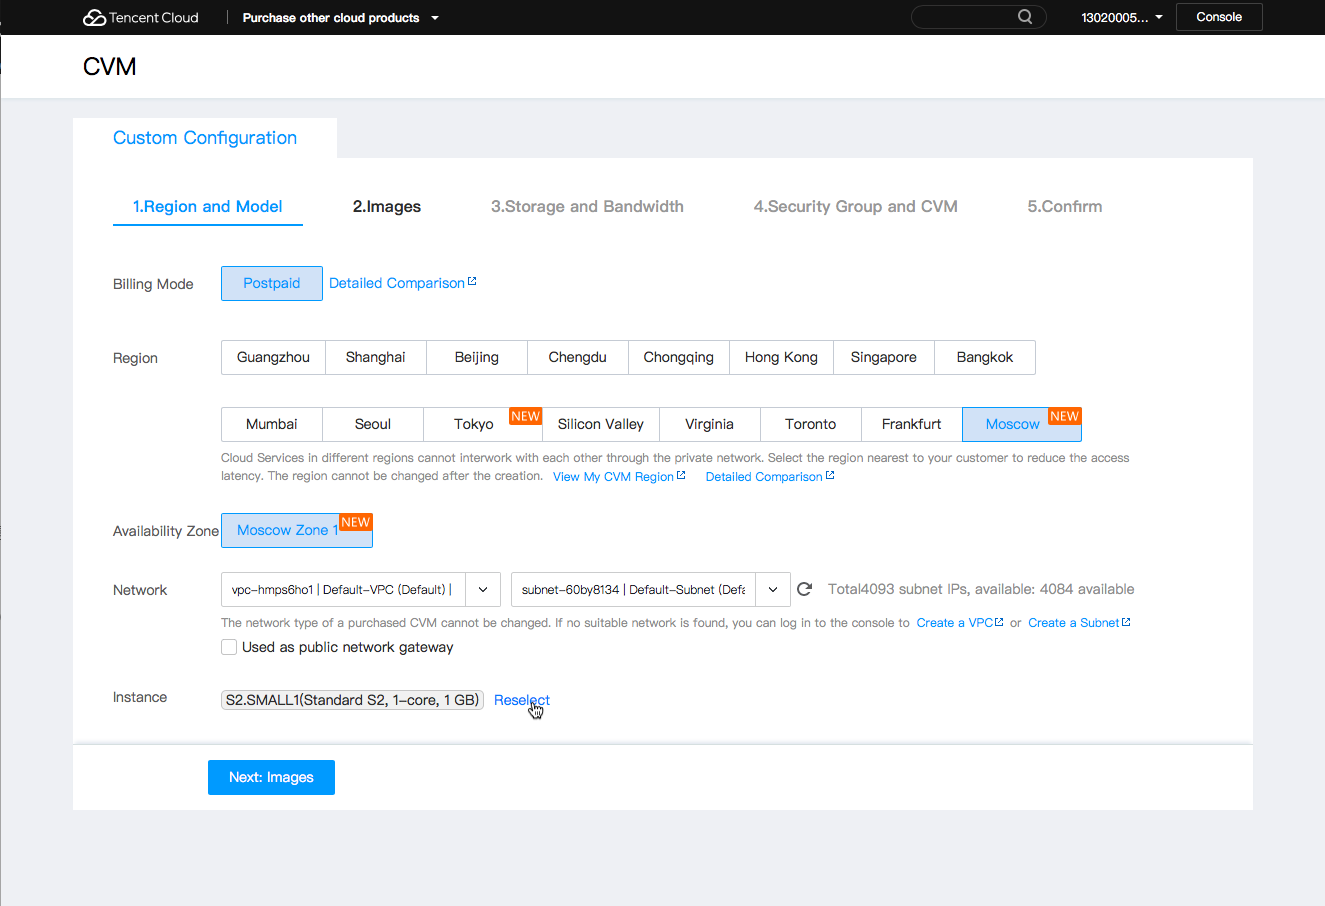 Tencent Cloud Purchase other cloud products 13020005... Console
CVM
Custom Configuration
1.Region and Model 2.Images 3.Storage and Bandwidth 4.Security Group and CVM 5.Confirm
Billing Mode Postpaid Detailed Comparison
Region Guangzhou Shanghai Beijing Chengdu Chongqing Hong Kong Singapore Bangkok
Mumbai Seoul Tokyo NEW Silicon Valley Virginia Toronto Frankfurt Moscow NEW
Cloud Services in different regions cannot interwork with each other through the private network. Select the region nearest to your customer to reduce the access
latency. The region cannot be changed after the creation. View My CVM Region Detailed Comparison
Availability Zone Moscow Zone 1 NEW
Network vpc-hmps6ho1 | Default-VPC (Default) | subnet-60by8134 | Default-Subnet (Defa Total4093 subnet IPs, available: 4084 available
The network type of a purchased CVM cannot be changed. If no suitable network is found, you can log in to the console to Create a VPC or Create a Subnet
Used as public network gateway
Instance S2.SMALL1(Standard S2, 1-core, 1 GB) Reselect
Next: Images